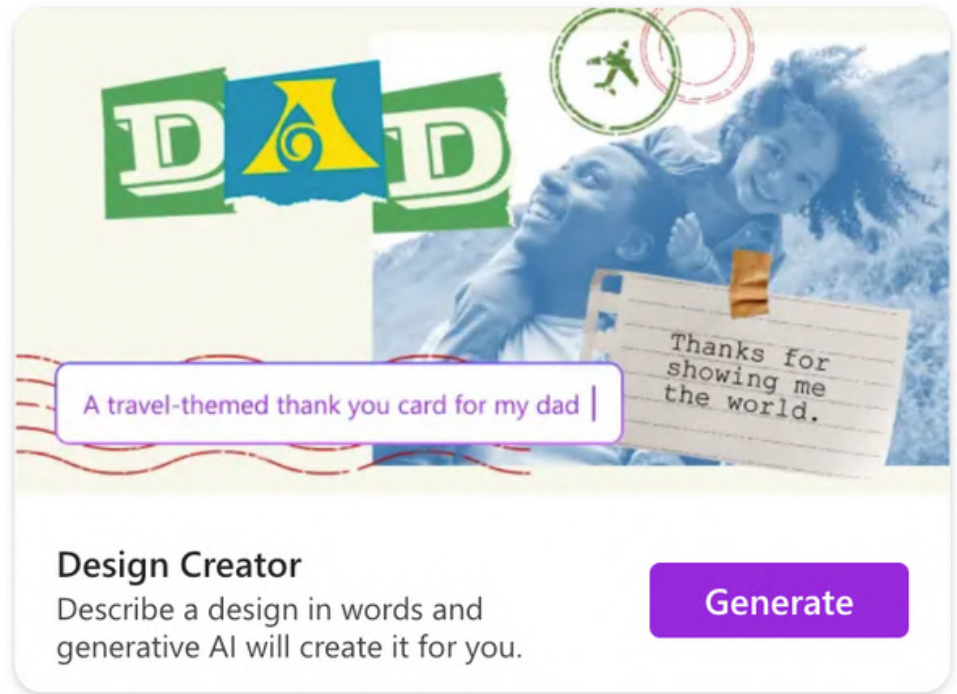 DAD
Thanks for
showing me
the world.
A travel-themed thank you card for my dad
Design Creator
Describe a design in words and
generative AI will create it for you.
Generate